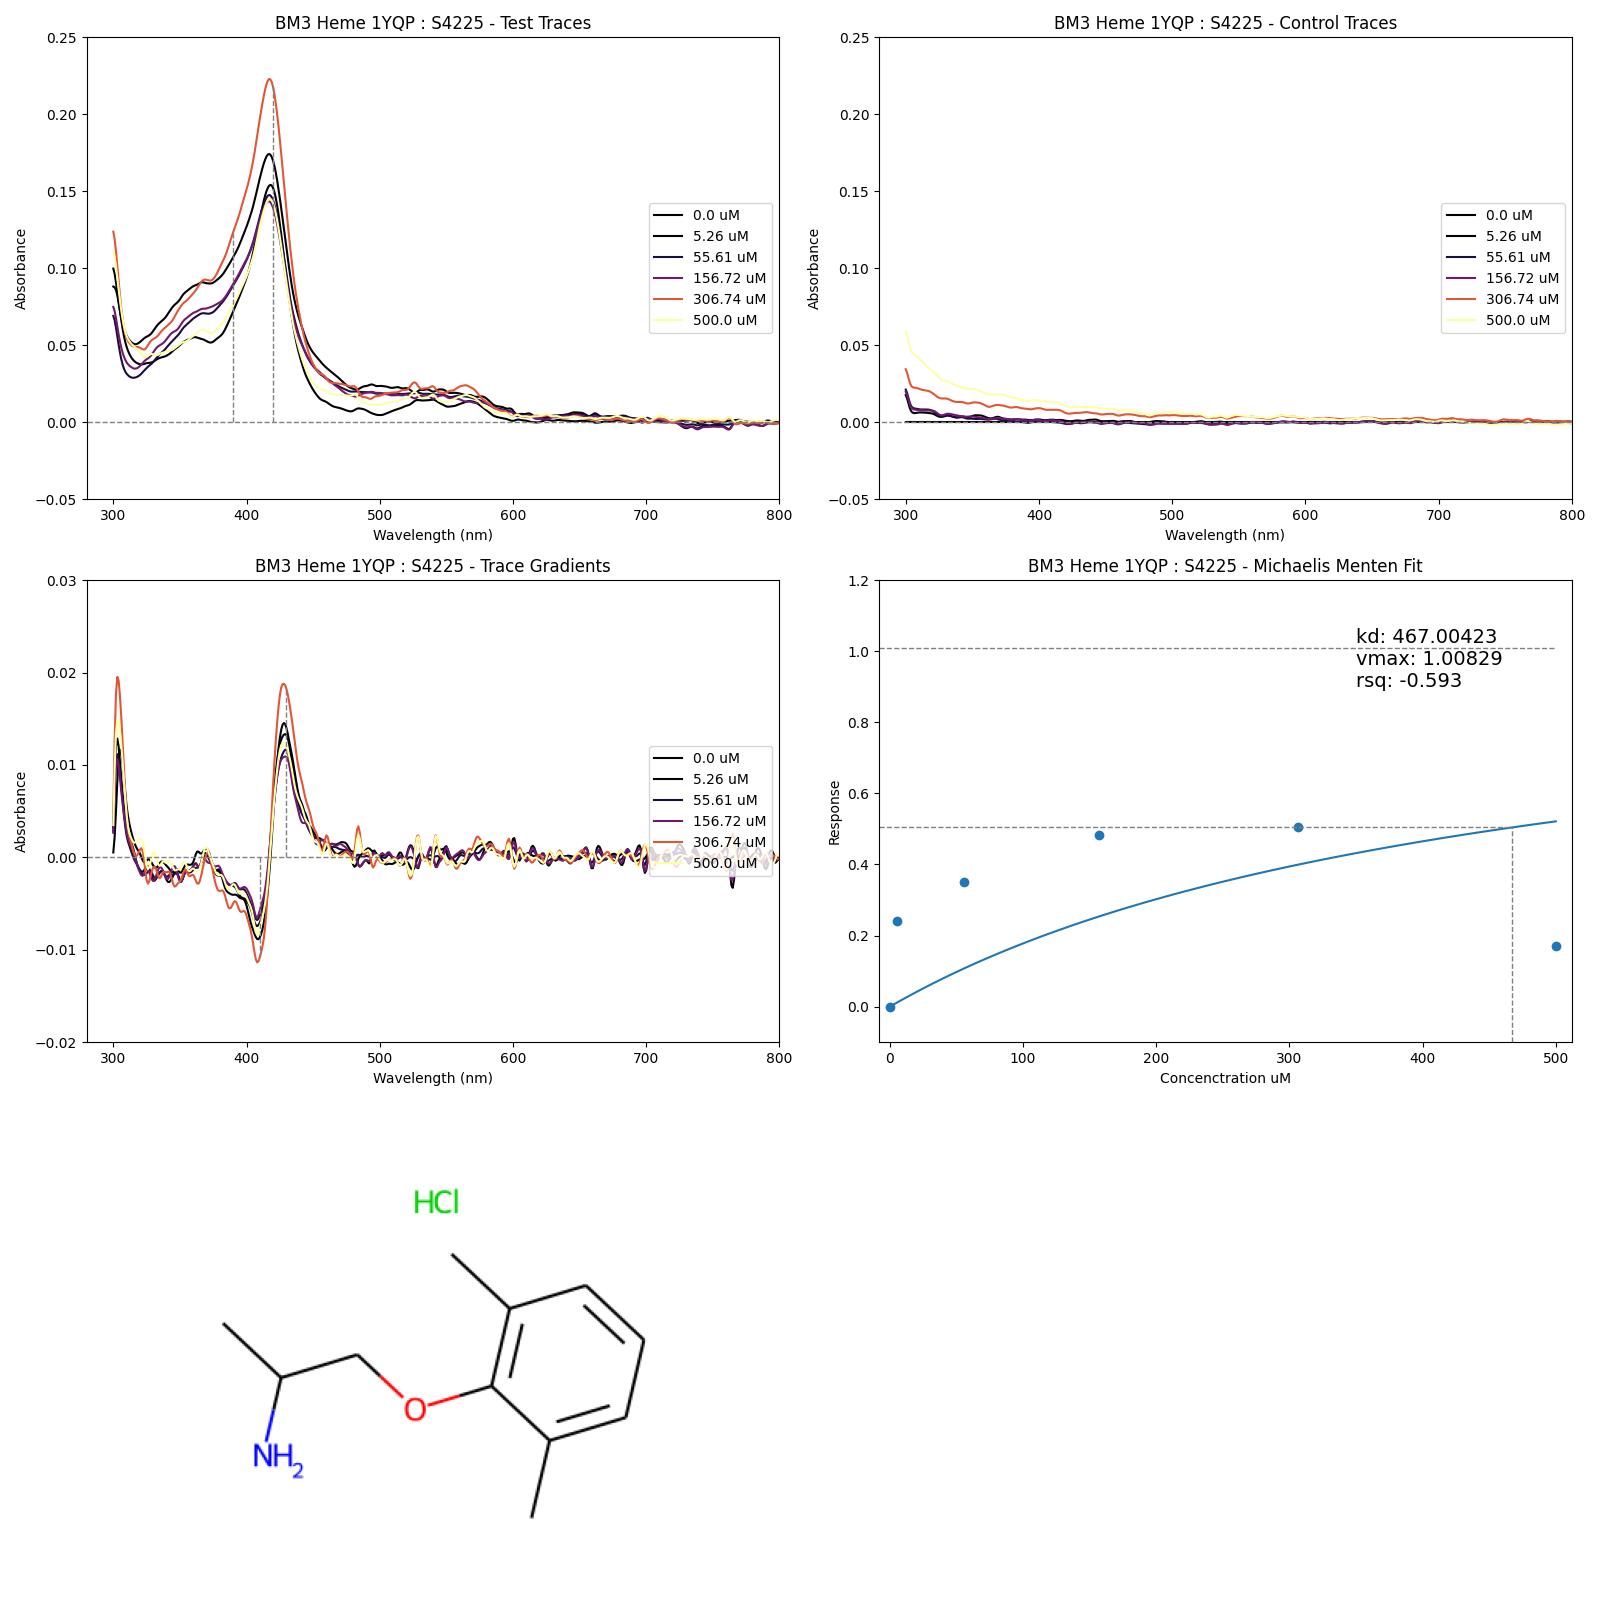 BM3 Heme 1YQP : S4225 - Test Traces
0.25
0.20
0.15
0.10
0.05
0.00
−0.05
Absorbance
300 400 500 600 700 800
Wavelength (nm)
0.0 uM
5.26 uM
55.61 uM
156.72 uM
306.74 uM
500.0 uM
BM3 Heme 1YQP : S4225 - Control Traces
0.25
0.20
0.15
0.10
0.05
0.00
−0.05
Absorbance
300 400 500 600 700 800
Wavelength (nm)
0.0 uM
5.26 uM
55.61 uM
156.72 uM
306.74 uM
500.0 uM
BM3 Heme 1YQP : S4225 - Trace Gradients
0.03
0.02
0.01
0.00
−0.01
−0.02
Absorbance
300 400 500 600 700 800
Wavelength (nm)
0.0 uM
5.26 uM
55.61 uM
156.72 uM
306.74 uM
500.0 uM
BM3 Heme 1YQP : S4225 - Michaelis Menten Fit
1.2
1.0
0.8
0.6
0.4
0.2
0.0
Response
0 100 200 300 400 500
Concenctration uM
kd: 467.00423
vmax: 1.00829
rsq: -0.593
HCl
O
NH2